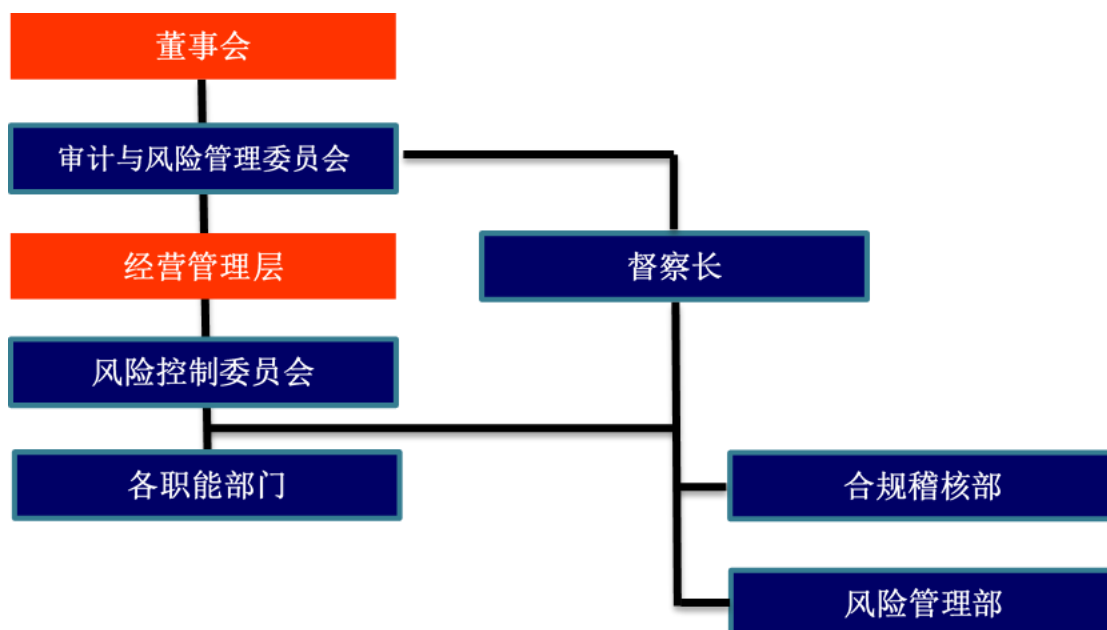 董事会
审计与风险管理委员会
经营管理层
督察长
风险控制委员会
各职能部门
合规稽核部
风险管理部